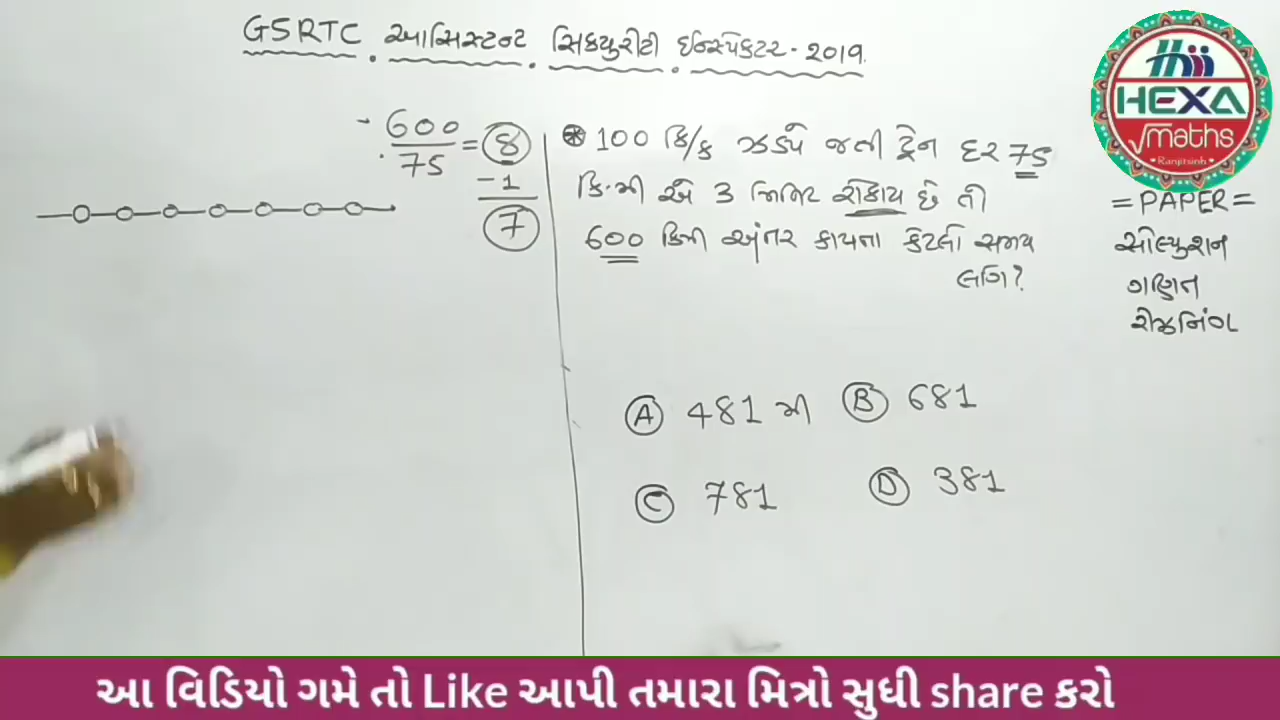 GSRTC આસિસ્ટન્ટ સિક્યુરીટી ઈન્સ્પેક્ટર - 2019.
600
75
= 8
- 1
7
100 કિ/ક ઝડપે જતી ટ્રેન દર 75
કિ.મી એ 3 મિનિટ રોકાય છે તો
600 કિમી અંતર કાપતા કેટલો સમય
લાગે?
A 481 મી B 681
C 781 D 381
HEXA
√maths
Ranjitsinh
= PAPER =
સોલ્યુશન
ગણિત
રીઝનિંગ
આ વિડિયો ગમે તો Like આપી તમારા મિત્રો સુધી share કરો